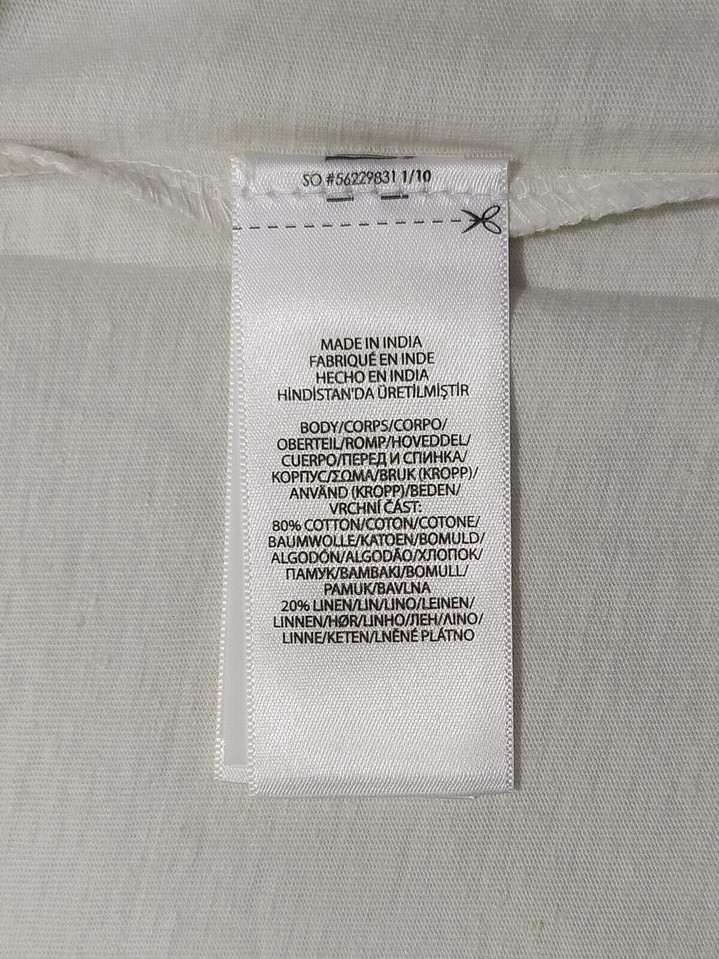 SO #56229831 1/10
MADE IN INDIA
FABRIQUÉ EN INDE
HECHO EN INDIA
HİNDİSTAN'DA ÜRETİLMİŞTİR
BODY/CORPS/CORPO/
OBERTEIL/ROMP/HOVEDDEL/
CUERPO/ПЕРЕД И СПИНКА/
КОРПУС/ΣΩΜΑ/BRUK (KROPP)/
ANVÄND (KROPP)/BEDEN/
VRCHNÍ ČÁST:
80% COTTON/COTON/COTONE/
BAUMWOLLE/KATOEN/BOMULD/
ALGODÓN/ALGODÃO/ХЛОПОК/
ПАМУК/ΒΑΜΒΑΚΙ/BOMULL/
PAMUK/BAVLNA
20% LINEN/LIN/LINO/LEINEN/
LINNEN/HØR/LINHO/ЛЕН/ΛΙΝΟ/
LINNE/KETEN/LNĚNÉ PLÁTNO